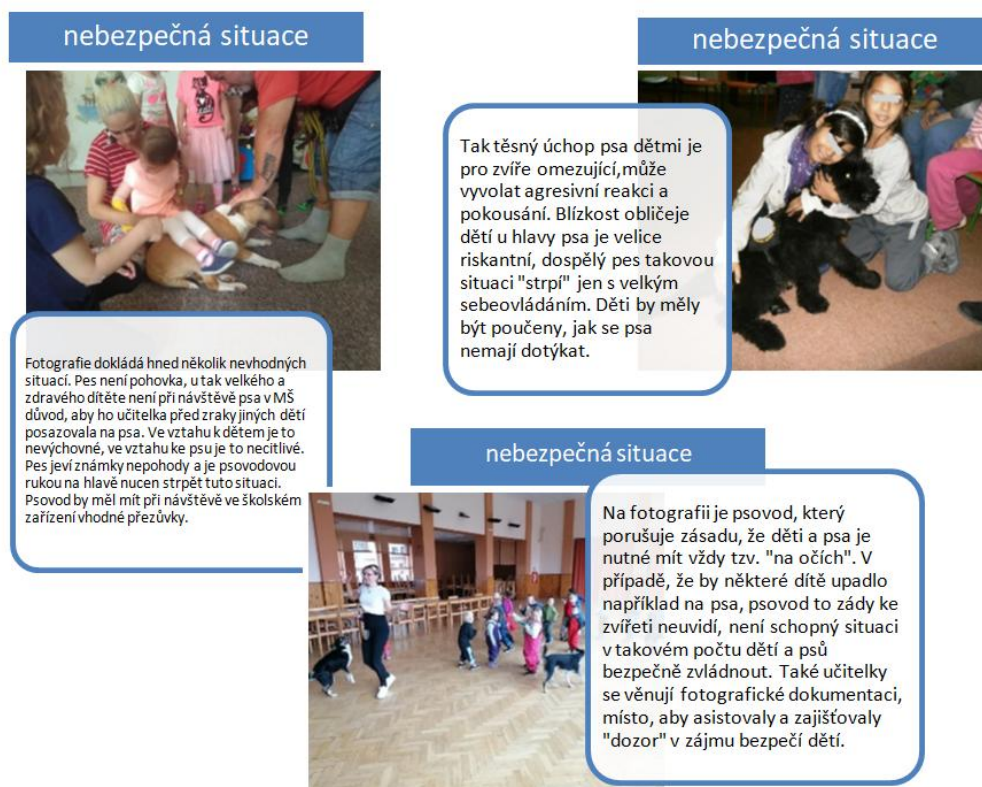 nebezpečná situace
Fotografie dokládá hned několik nevhodných
situací. Pes není pohovka, u tak velkého a
zdravého dítěte není při návštěvě psa v MŠ
důvod, aby ho učitelka před zraky jiných dětí
posazovala na psa. Ve vztahu k dětem je to
nevýchovné, ve vztahu ke psu je to necitlivé.
Pes jeví známky nepohody a je psovodovou
rukou na hlavě nucen strpět tuto situaci.
Psovod by měl mít při návštěvě ve školském
zařízení vhodné přezůvky.
nebezpečná situace
Tak těsný úchop psa dětmi je
pro zvíře omezující,může
vyvolat agresivní reakci a
pokousání. Blízkost obličeje
dětí u hlavy psa je velice
riskantní, dospělý pes takovou
situaci "strpí" jen s velkým
sebeovládáním. Děti by měly
být poučeny, jak se psa
nemají dotýkat.
nebezpečná situace
Na fotografii je psovod, který
porušuje zásadu, že děti a psa je
nutné mít vždy tzv. "na očích". V
případě, že by některé dítě upadlo
například na psa, psovod to zády ke
zvířeti neuvidí, není schopný situaci
v takovém počtu dětí a psů
bezpečně zvládnout. Také učitelky
se věnují fotografické dokumentaci,
místo, aby asistovaly a zajišťovaly
"dozor" v zájmu bezpečí dětí.